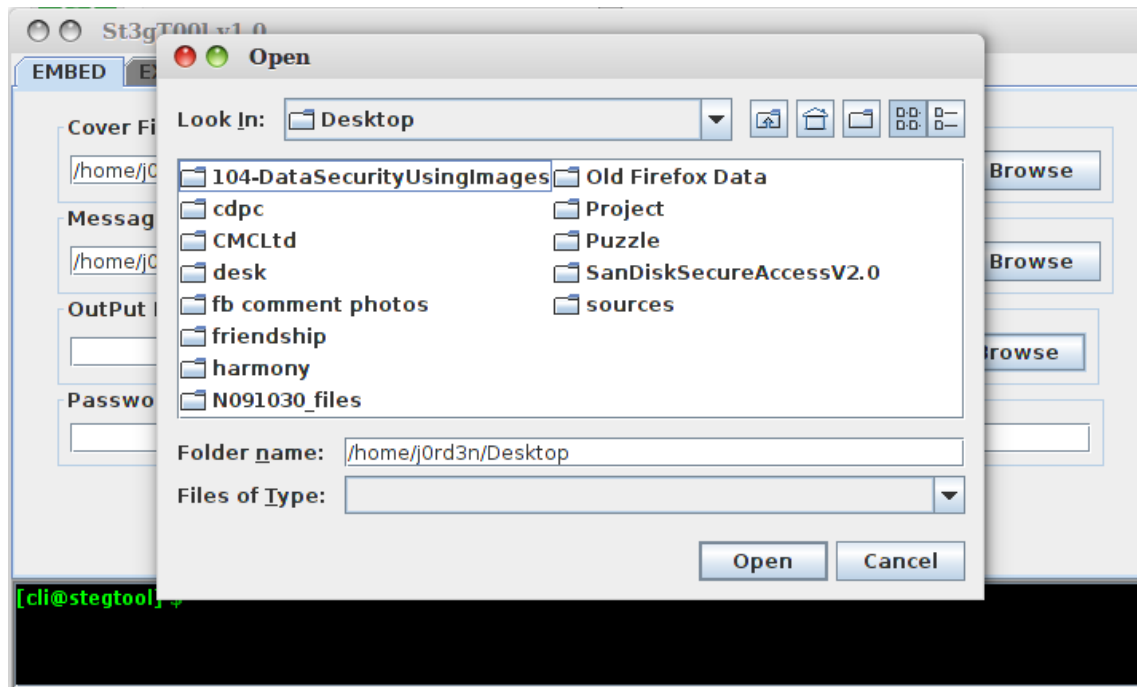 St3gT00l v1.0
Open
EMBED
Look In: Desktop
Cover Fi
/home/j0
Browse
104-DataSecurityUsingImages Old Firefox Data
cdpc Project
Messag
CMCLtd Puzzle
/home/j0
Browse
desk SanDiskSecureAccessV2.0
fb comment photos sources
OutPut
friendship
Browse
harmony
Passwo
N091030_files
Folder name: /home/j0rd3n/Desktop
Files of Type:
Open Cancel
[cli@stegtool] $